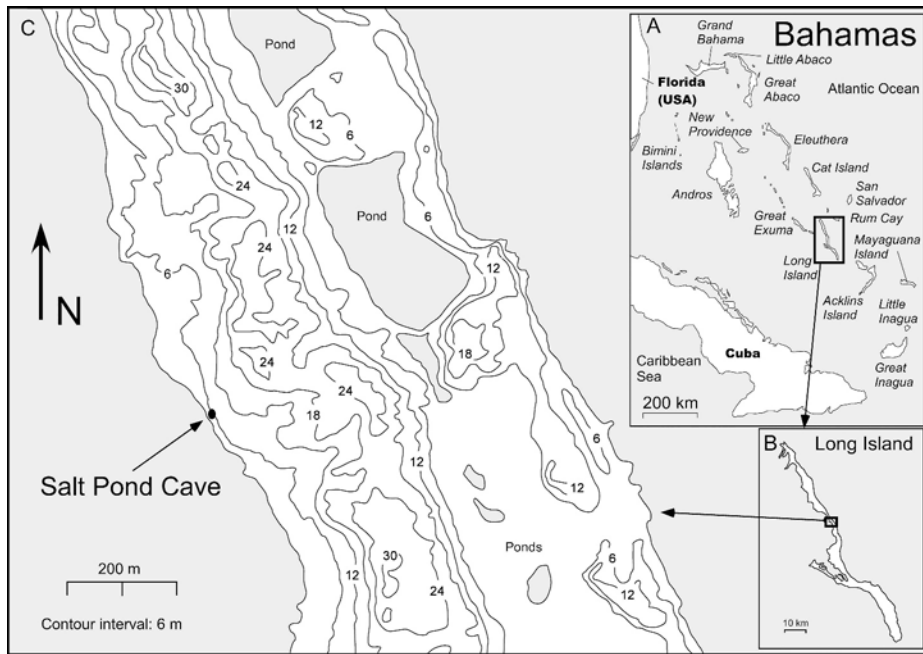 C
Pond
30
12
6
24
12
24
Pond
6
6
12
24
18
24
18
Salt Pond Cave
12
6
12
N
200 m
Contour interval: 6 m
12
30
24
Ponds
6
12
A
Bahamas
Grand
Bahama
Little Abaco
Florida
(USA)
Great
Abaco
Atlantic Ocean
New
Providence
Eleuthera
Bimini
Islands
Cat Island
Andros
San
Salvador
Great
Exuma
Rum Cay
Long
Island
Mayaguana
Island
Acklins
Island
Little
Inagua
Cuba
Great
Inagua
Caribbean
Sea
200 km
B
Long Island
10 km